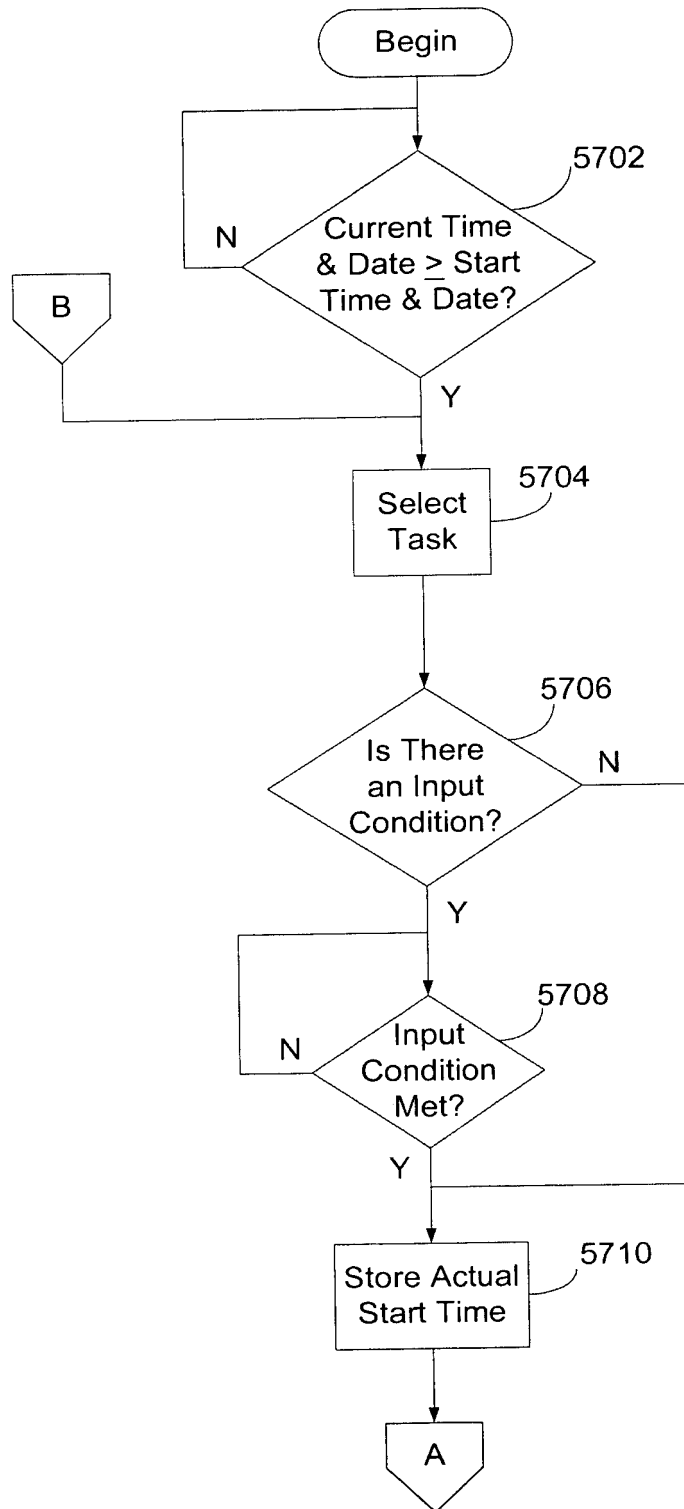 Begin
5702
Current Time
& Date ≥ Start
Time & Date?
N
B
Y
5704
Select
Task
5706
Is There
an Input
Condition?
N
Y
5708
Input
Condition
Met?
N
Y
5710
Store Actual
Start Time
A